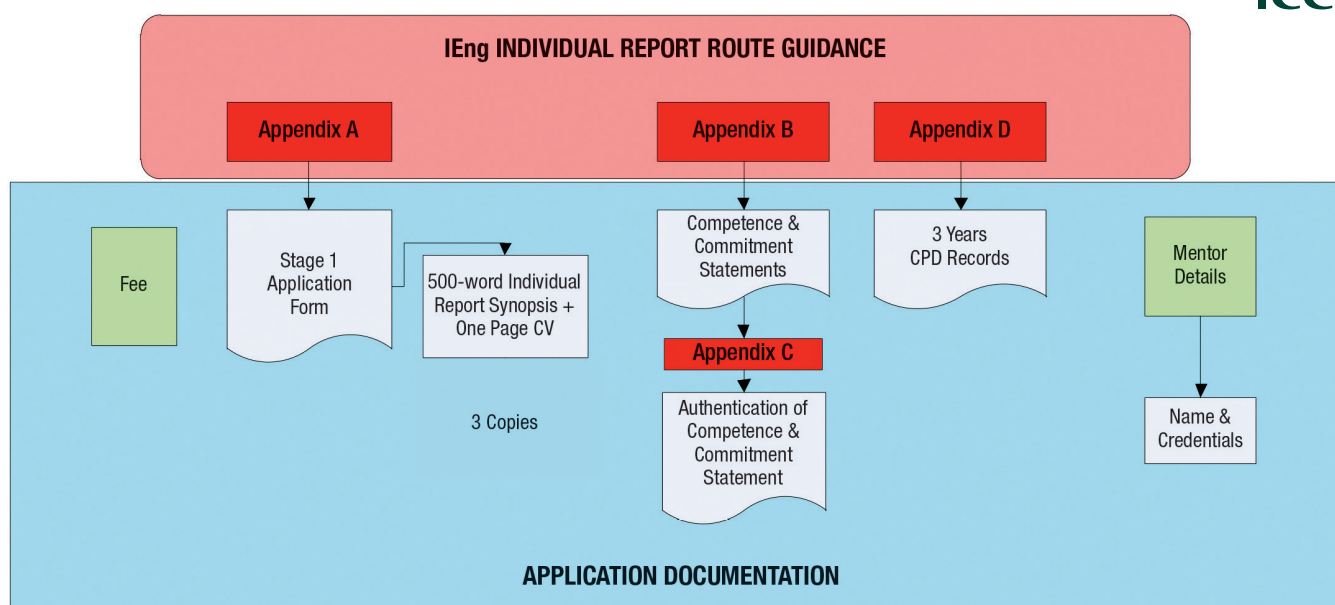 IEng INDIVIDUAL REPORT ROUTE GUIDANCE
Appendix A
Appendix B
Appendix D
Fee
Stage 1
Application
Form
500-word Individual
Report Synopsis +
One Page CV
3 Copies
Competence &
Commitment
Statements
Appendix C
Authentication of
Competence &
Commitment
Statement
3 Years
CPD Records
Mentor
Details
Name &
Credentials
APPLICATION DOCUMENTATION